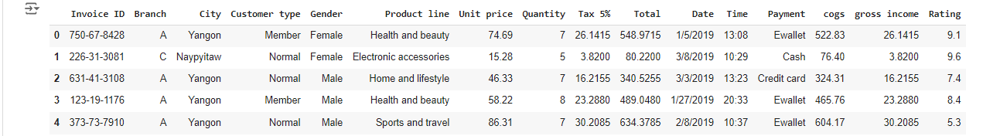 Invoice ID Branch City Customer type Gender Product line Unit price Quantity Tax 5% Total Date Time Payment cogs gross income Rating
0 750-67-8428 A Yangon Member Female Health and beauty 74.69 7 26.1415 548.9715 1/5/2019 13:08 Ewallet 522.83 26.1415 9.1
1 226-31-3081 C Naypyitaw Normal Female Electronic accessories 15.28 5 3.8200 80.2200 3/8/2019 10:29 Cash 76.40 3.8200 9.6
2 631-41-3108 A Yangon Normal Male Home and lifestyle 46.33 7 16.2155 340.5255 3/3/2019 13:23 Credit card 324.31 16.2155 7.4
3 123-19-1176 A Yangon Member Male Health and beauty 58.22 8 23.2880 489.0480 1/27/2019 20:33 Ewallet 465.76 23.2880 8.4
4 373-73-7910 A Yangon Normal Male Sports and travel 86.31 7 30.2085 634.3785 2/8/2019 10:37 Ewallet 604.17 30.2085 5.3